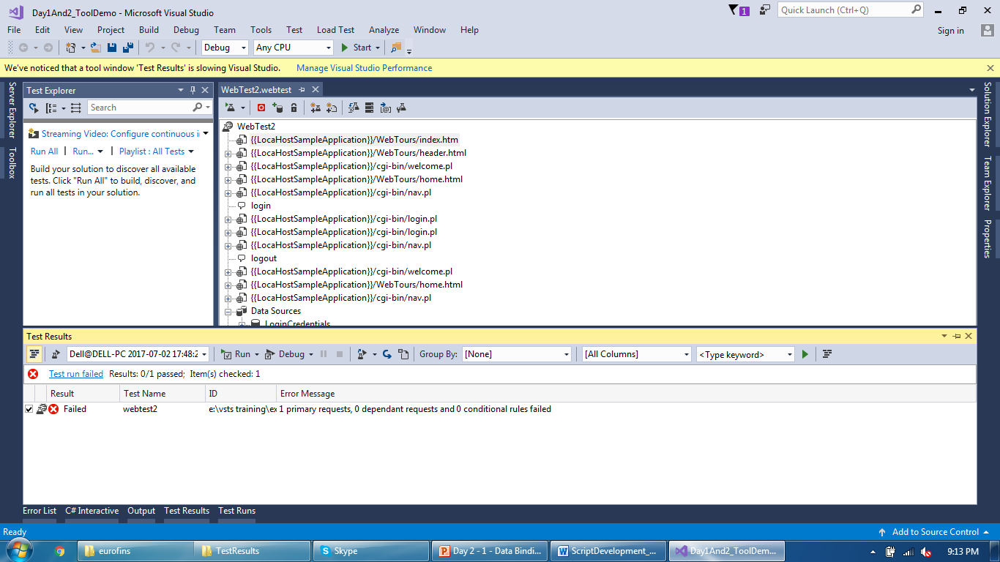 Day1And2_ToolDemo - Microsoft Visual Studio
1
Quick Launch (Ctrl+Q)
File Edit View Project Build Debug Team Tools Test Load Test Analyze Window Help
Sign in
Debug Any CPU Start
We've noticed that a tool window 'Test Results' is slowing Visual Studio. Manage Visual Studio Performance
Server Explorer
Toolbox
Test Explorer
Search
Streaming Video: Configure continuous i
Run All | Run... | Playlist : All Tests
Build your solution to discover all available
tests. Click "Run All" to build, discover, and
run all tests in your solution.
WebTest2.webtest
WebTest2
{{LocaHostSampleApplication}}/WebTours/index.htm
{{LocaHostSampleApplication}}/WebTours/header.html
{{LocaHostSampleApplication}}/cgi-bin/welcome.pl
{{LocaHostSampleApplication}}/WebTours/home.html
{{LocaHostSampleApplication}}/cgi-bin/nav.pl
login
{{LocaHostSampleApplication}}/cgi-bin/login.pl
{{LocaHostSampleApplication}}/cgi-bin/login.pl
{{LocaHostSampleApplication}}/cgi-bin/nav.pl
logout
{{LocaHostSampleApplication}}/cgi-bin/welcome.pl
{{LocaHostSampleApplication}}/WebTours/home.html
{{LocaHostSampleApplication}}/cgi-bin/nav.pl
Data Sources
LoginCredentials
Solution Explorer
Team Explorer
Properties
Test Results
Dell@DELL-PC 2017-07-02 17:48:2 Run Debug Group By: [None] [All Columns] <Type keyword>
Test run failed Results: 0/1 passed; Item(s) checked: 1
Result Test Name ID Error Message
Failed webtest2 e:\vsts training\ex 1 primary requests, 0 dependant requests and 0 conditional rules failed
Error List C# Interactive Output Test Results Test Runs
Ready
Add to Source Control
eurofins TestResults Skype Day 2 - 1 - Data Bindi... ScriptDevelopment_... Day1And2_ToolDem... 9:13 PM